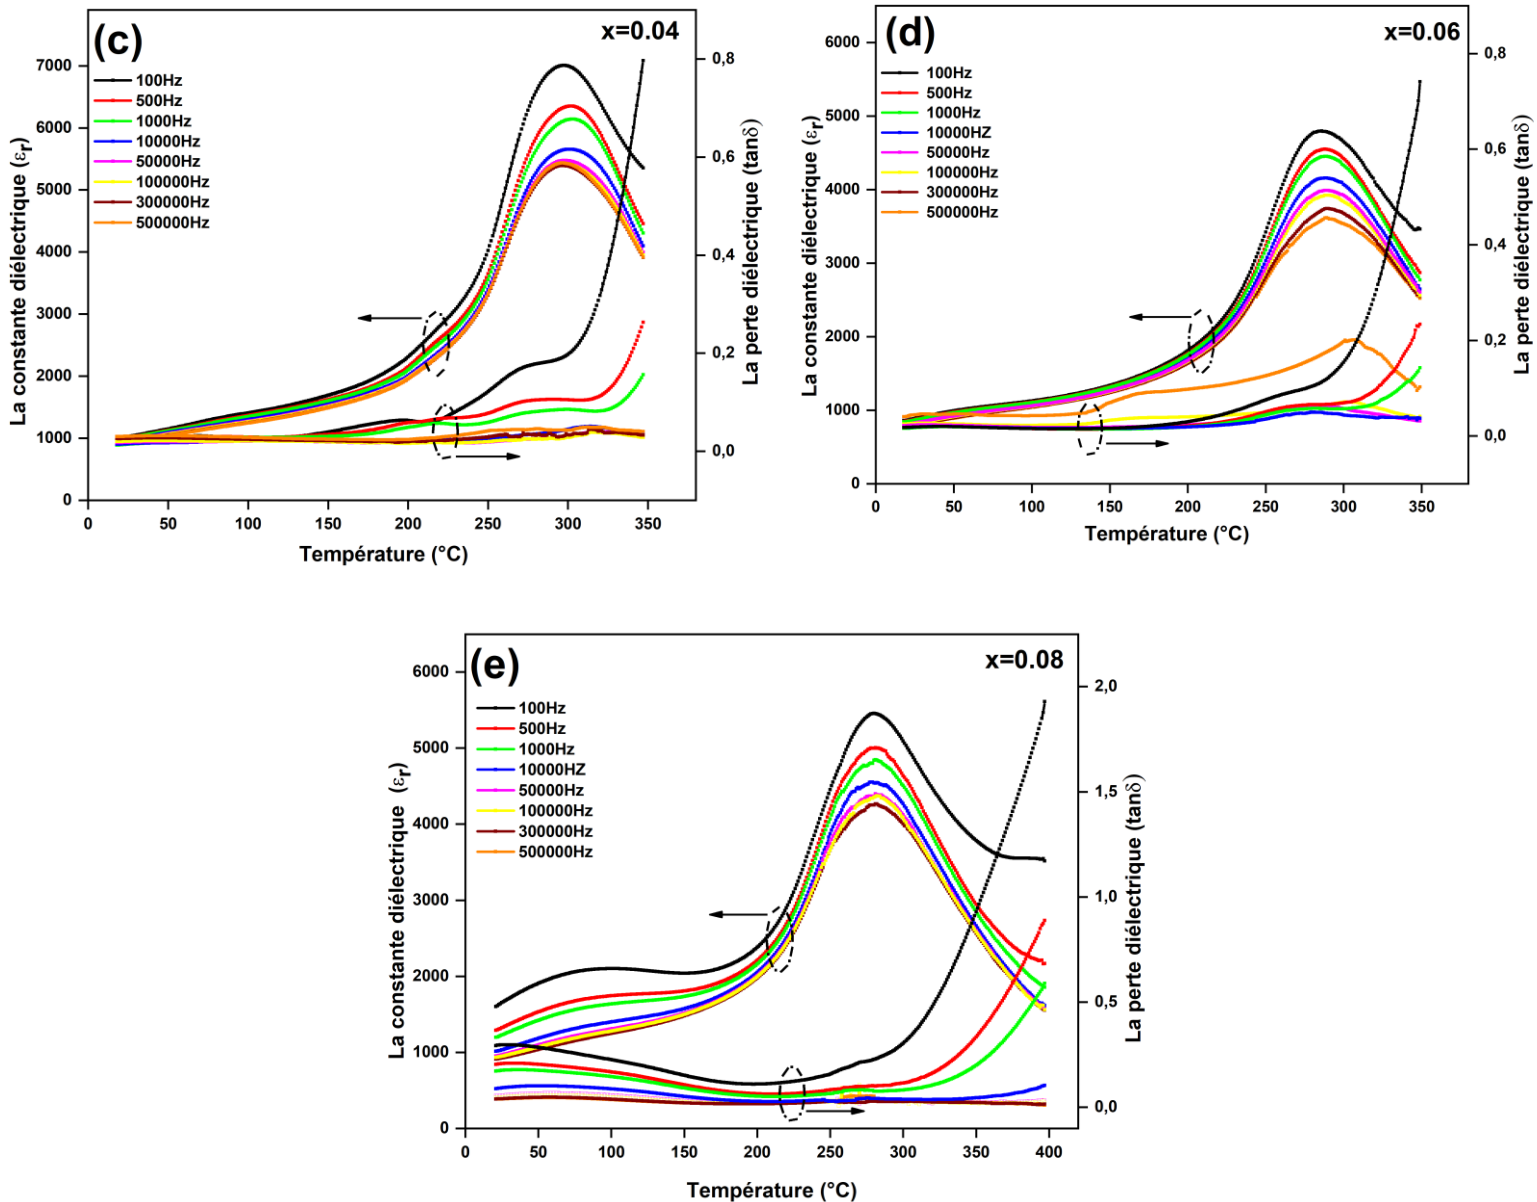 (c)
x=0.04
100Hz
500Hz
1000Hz
10000Hz
50000Hz
100000Hz
300000Hz
500000Hz
La constante diélectrique (εr)
7000
6000
5000
4000
3000
2000
1000
0
0 50 100 150 200 250 300 350
Température (°C)
0,8
0,6
0,4
0,2
0,0
La perte diélectrique (tanδ)
(d)
x=0.06
100Hz
500Hz
1000Hz
10000HZ
50000Hz
100000Hz
300000Hz
500000Hz
La constante diélectrique (εr)
6000
5000
4000
3000
2000
1000
0
0 50 100 150 200 250 300 350
Température (°C)
0,8
0,6
0,4
0,2
0,0
La perte diélectrique (tanδ)
(e)
x=0.08
100Hz
500Hz
1000Hz
10000HZ
50000Hz
100000Hz
300000Hz
500000Hz
La constante diélectrique (εr)
6000
5000
4000
3000
2000
1000
0
0 50 100 150 200 250 300 350 400
Température (°C)
2,0
1,5
1,0
0,5
0,0
La perte diélectrique (tanδ)